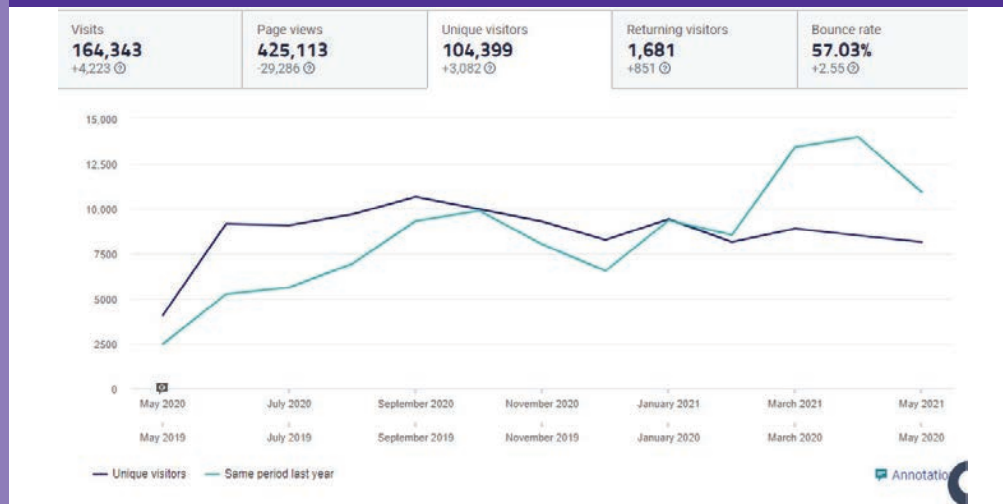 Visits
164,343
+4,223
Page views
425,113
-29,286
Unique visitors
104,399
+3,082
Returning visitors
1,681
+851
Bounce rate
57.03%
+2.55
15,000
12,500
10,000
7500
5000
2500
0
May 2020 July 2020 September 2020 November 2020 January 2021 March 2021 May 2021
May 2019 July 2019 September 2019 November 2019 January 2020 March 2020 May 2020
Unique visitors Same period last year
Annotatio